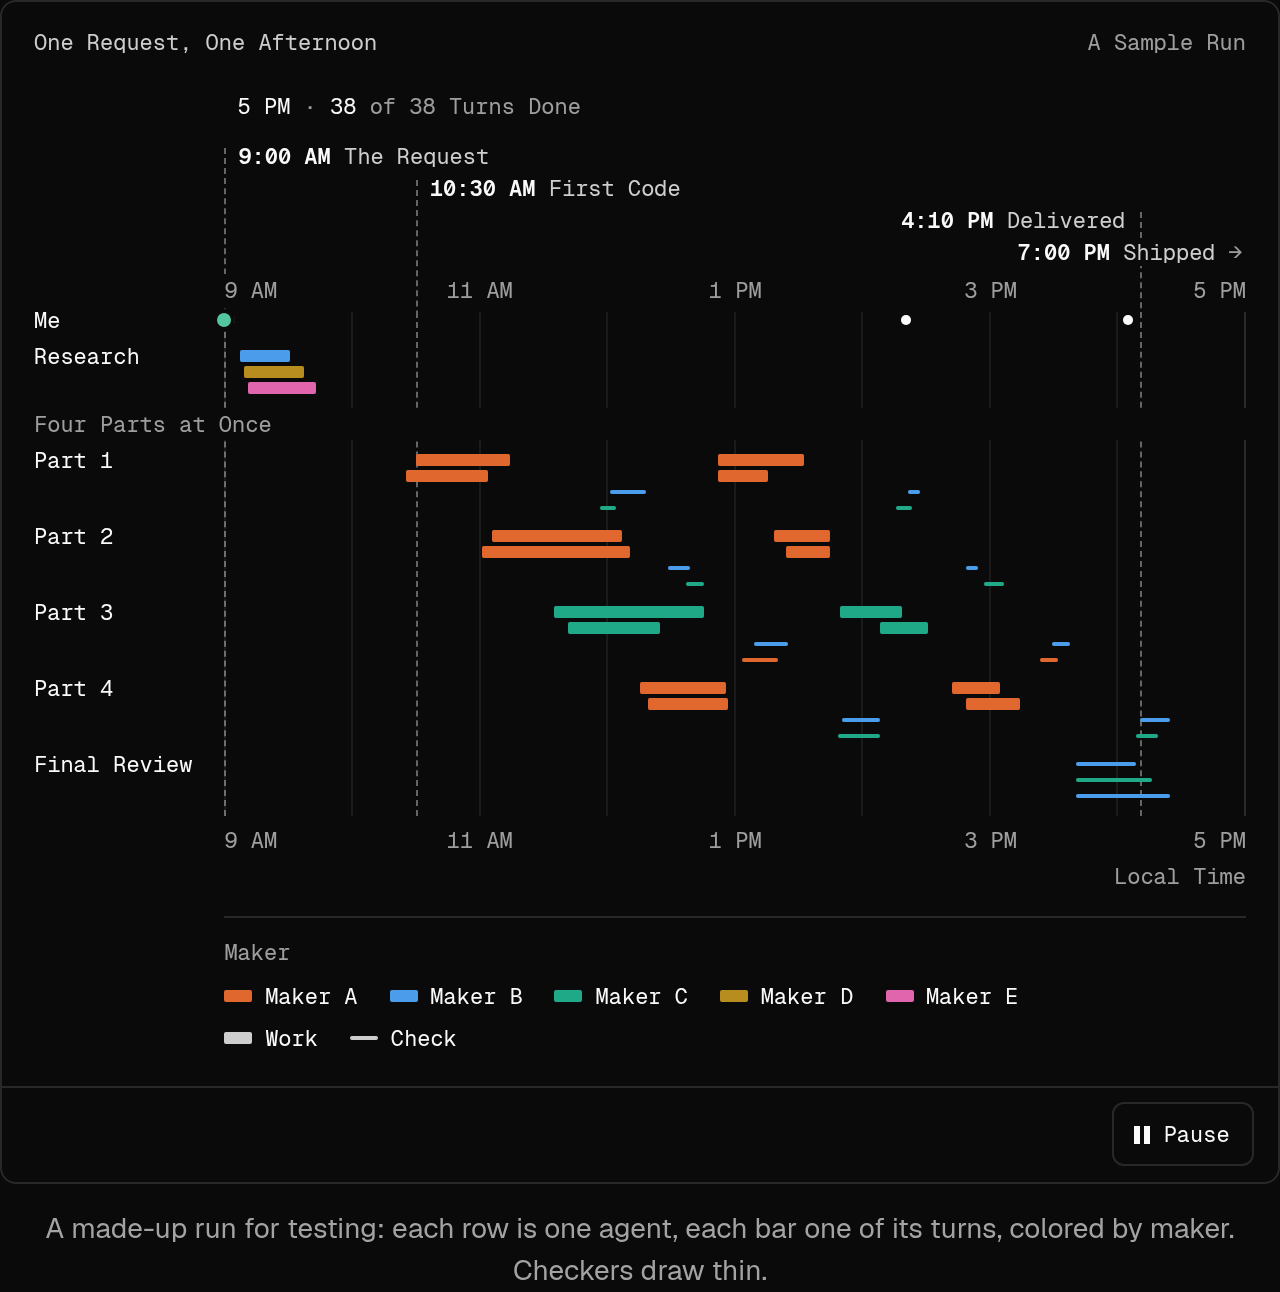 One Request, One Afternoon
A Sample Run
5 PM · 38 of 38 Turns Done
9:00 AM The Request
10:30 AM First Code
4:10 PM Delivered
7:00 PM Shipped →
9 AM 11 AM 1 PM 3 PM 5 PM
Me
Research
Four Parts at Once
Part 1
Part 2
Part 3
Part 4
Final Review
9 AM 11 AM 1 PM 3 PM 5 PM
Local Time
Maker
Maker A Maker B Maker C Maker D Maker E
Work Check
Pause
A made-up run for testing: each row is one agent, each bar one of its turns, colored by maker.
Checkers draw thin.